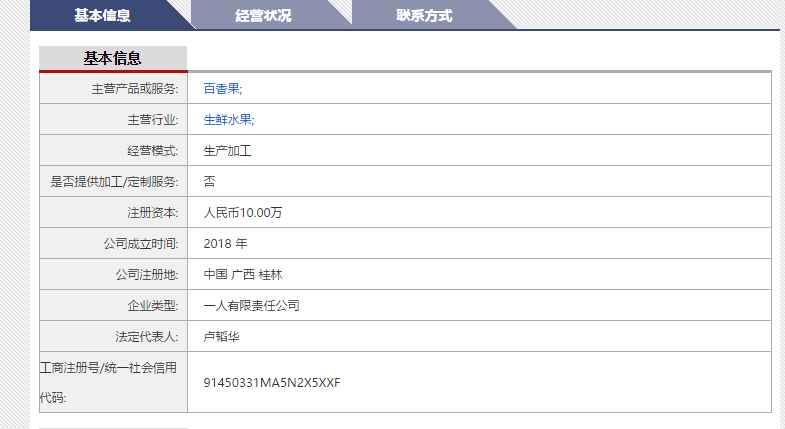 基本信息 经营状况 联系方式
基本信息
主营产品或服务: 百香果;
主营行业: 生鲜水果;
经营模式: 生产加工
是否提供加工/定制服务: 否
注册资本: 人民币10.00万
公司成立时间: 2018 年
公司注册地: 中国 广西 桂林
企业类型: 一人有限责任公司
法定代表人: 卢韬华
工商注册号/统一社会信用
代码: 91450331MA5N2X5XXF